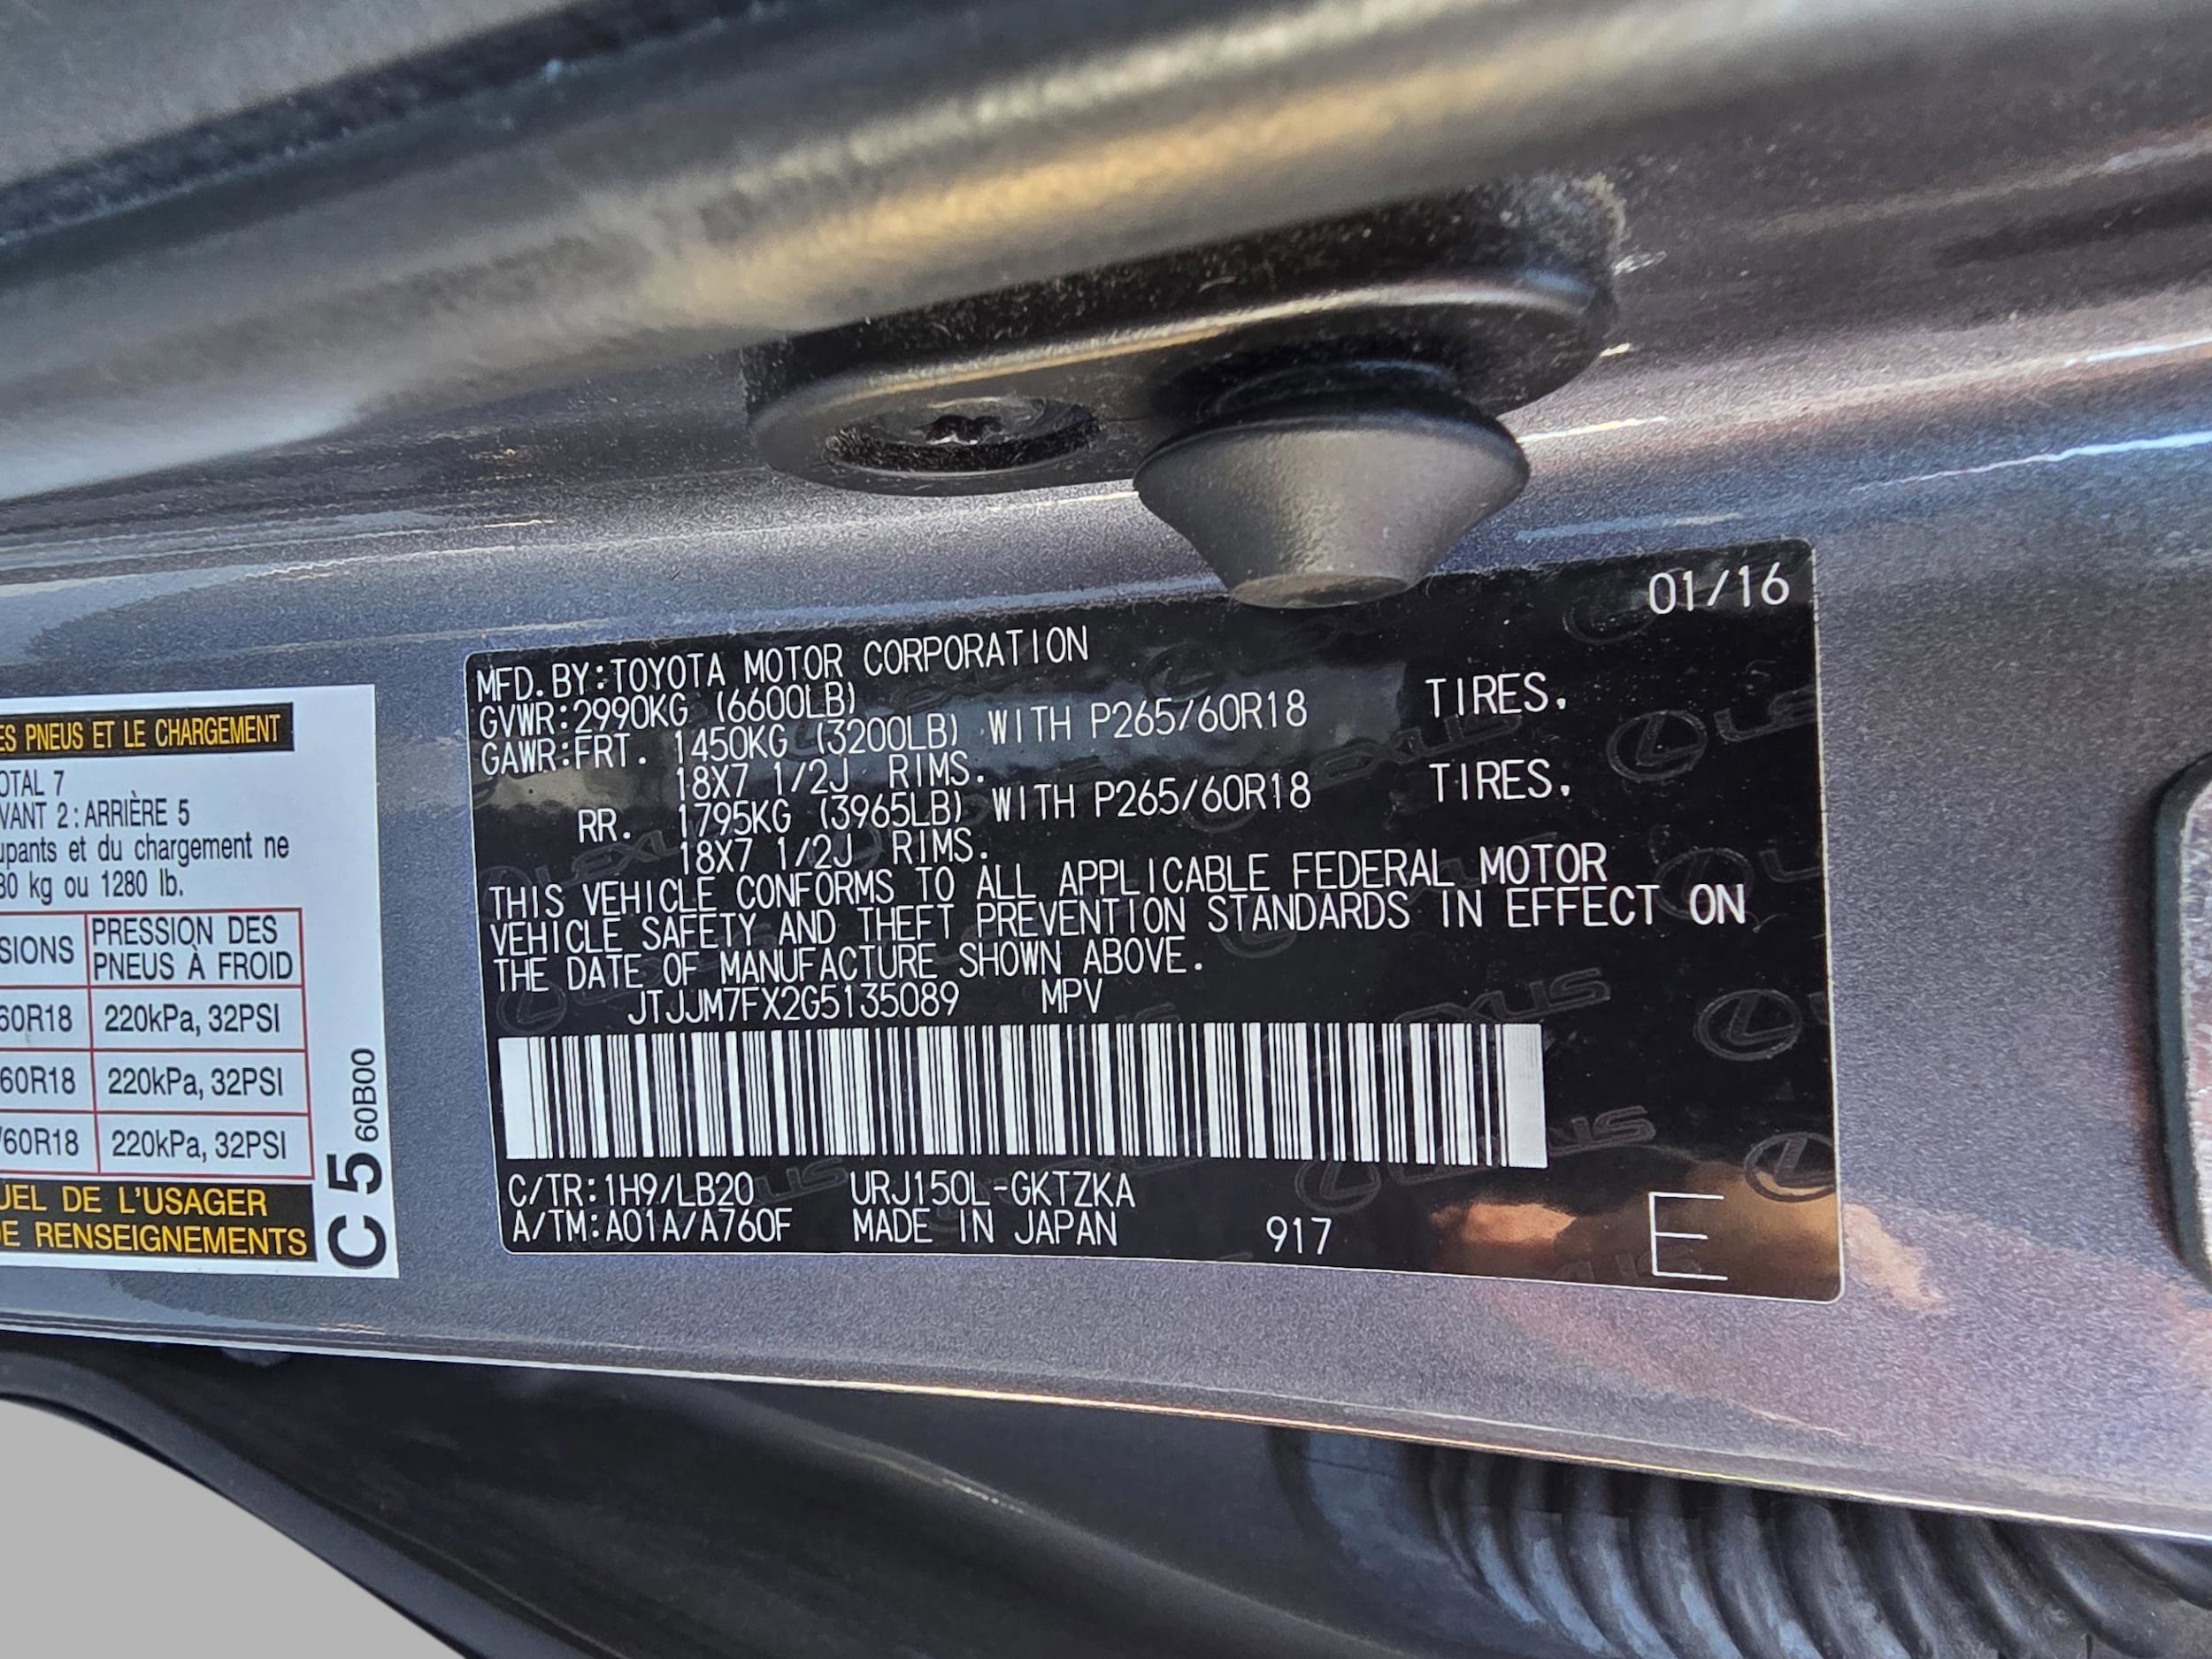 ES PNEUS ET LE CHARGEMENT
OTAL 7
VANT 2 : ARRIÈRE 5
upants et du chargement ne
80 kg ou 1280 lb.
SIONS PRESSION DES
PNEUS À FROID
60R18 220kPa, 32PSI
60R18 220kPa, 32PSI
/60R18 220kPa, 32PSI
UEL DE L'USAGER
DE RENSEIGNEMENTS
C5 60B00
01/16
MFD. BY:TOYOTA MOTOR CORPORATION
GVWR:2990KG (6600LB)
GAWR:FRT. 1450KG (3200LB) WITH P265/60R18 TIRES,
18X7 1/2J RIMS.
RR. 1795KG (3965LB) WITH P265/60R18 TIRES,
18X7 1/2J RIMS.
THIS VEHICLE CONFORMS TO ALL APPLICABLE FEDERAL MOTOR
VEHICLE SAFETY AND THEFT PREVENTION STANDARDS IN EFFECT ON
THE DATE OF MANUFACTURE SHOWN ABOVE.
JTJJM7FX2G5135089 MPV
C/TR:1H9/LB20 URJ150L-GKTZKA
A/TM:A01A/A760F MADE IN JAPAN 917
E
LEXUS